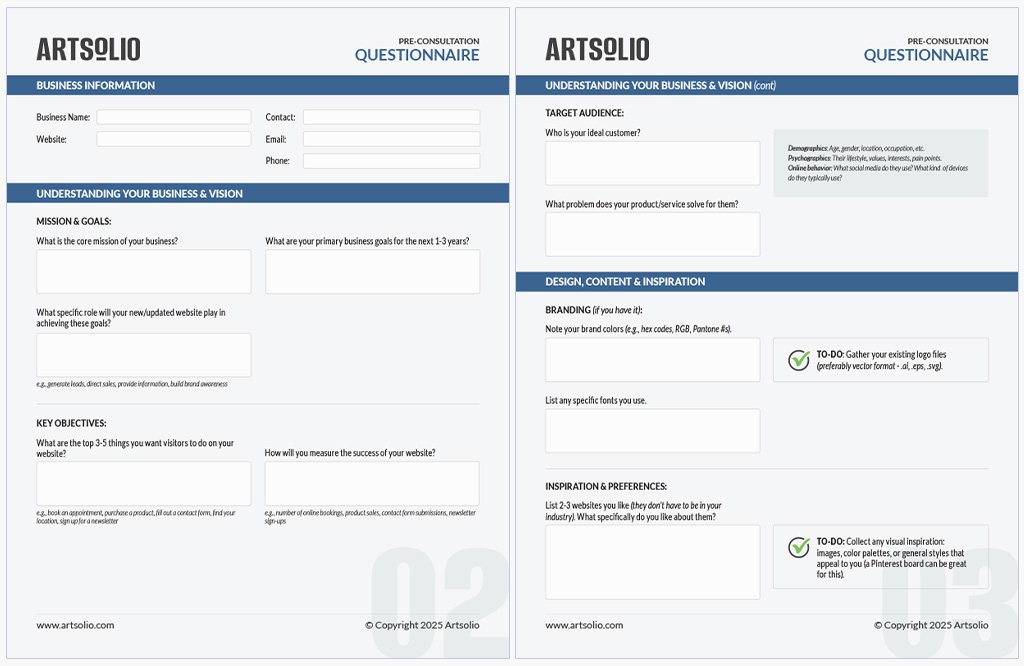 ARTSOLIO
PRE-CONSULTATION
QUESTIONNAIRE
BUSINESS INFORMATION
Business Name:
Contact:
Website:
Email:
Phone:
UNDERSTANDING YOUR BUSINESS & VISION
MISSION & GOALS:
What is the core mission of your business?
What are your primary business goals for the next 1-3 years?
What specific role will your new/updated website play in
achieving these goals?
e.g., generate leads, direct sales, provide information, build brand awareness
KEY OBJECTIVES:
What are the top 3-5 things you want visitors to do on your
website?
How will you measure the success of your website?
e.g., book an appointment, purchase a product, fill out a contact form, find your
location, sign up for a newsletter
e.g., number of online bookings, product sales, contact form submissions, newsletter
sign-ups
02
www.artsolio.com
© Copyright 2025 Artsolio
ARTSOLIO
PRE-CONSULTATION
QUESTIONNAIRE
UNDERSTANDING YOUR BUSINESS & VISION (cont)
TARGET AUDIENCE:
Who is your ideal customer?
Demographics: Age, gender, location, occupation, etc.
Psychographics: Their lifestyle, values, interests, pain points.
Online behavior: What social media do they use? What kind of devices
do they typically use?
What problem does your product/service solve for them?
DESIGN, CONTENT & INSPIRATION
BRANDING (if you have it):
Note your brand colors (e.g., hex codes, RGB, Pantone #s).
TO-DO: Gather your existing logo files
(preferably vector format - .ai, .eps, .svg).
List any specific fonts you use.
INSPIRATION & PREFERENCES:
List 2-3 websites you like (they don't have to be in your
industry). What specifically do you like about them?
TO-DO: Collect any visual inspiration:
images, color palettes, or general styles that
appeal to you (a PInterest board can be great
for this).
03
www.artsolio.com
© Copyright 2025 Artsolio